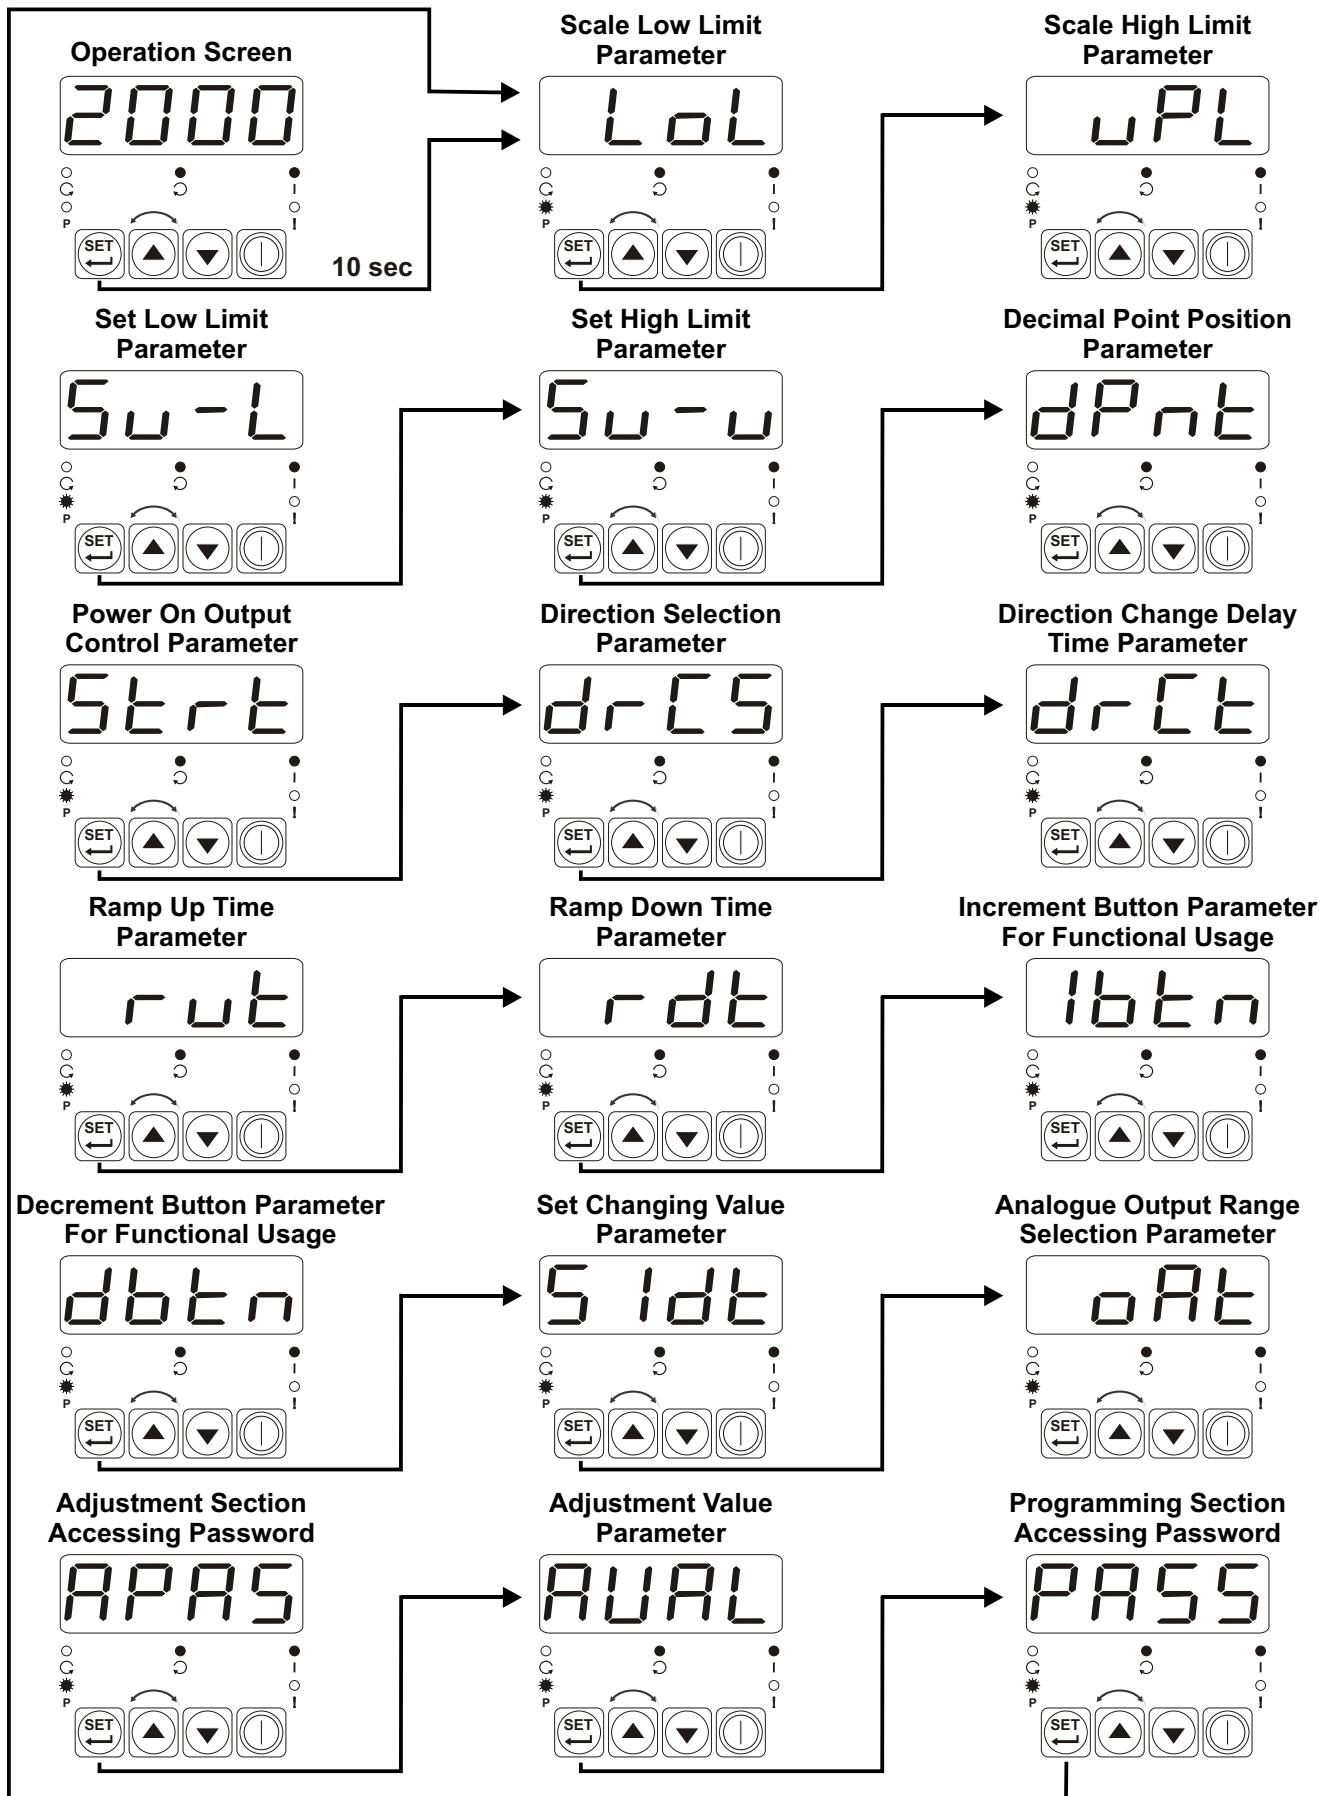 Operation Screen
Scale Low Limit
Parameter
Scale High Limit
Parameter
2000
LoL
uPL
P
P
P
SET
10 sec
SET
SET
Set Low Limit
Parameter
Set High Limit
Parameter
Decimal Point Position
Parameter
Su-L
Su-u
dPnt
P
P
P
SET
SET
SET
Power On Output
Control Parameter
Direction Selection
Parameter
Direction Change Delay
Time Parameter
Strt
drCS
drCt
P
P
P
SET
SET
SET
Ramp Up Time
Parameter
Ramp Down Time
Parameter
Increment Button Parameter
For Functional Usage
rut
rdt
Ibtn
P
P
P
SET
SET
SET
Decrement Button Parameter
For Functional Usage
Set Changing Value
Parameter
Analogue Output Range
Selection Parameter
dbtn
SIdt
oAt
P
P
P
SET
SET
SET
Adjustment Section
Accessing Password
Adjustment Value
Parameter
Programming Section
Accessing Password
APAS
AUAL
PASS
P
P
P
SET
SET
SET